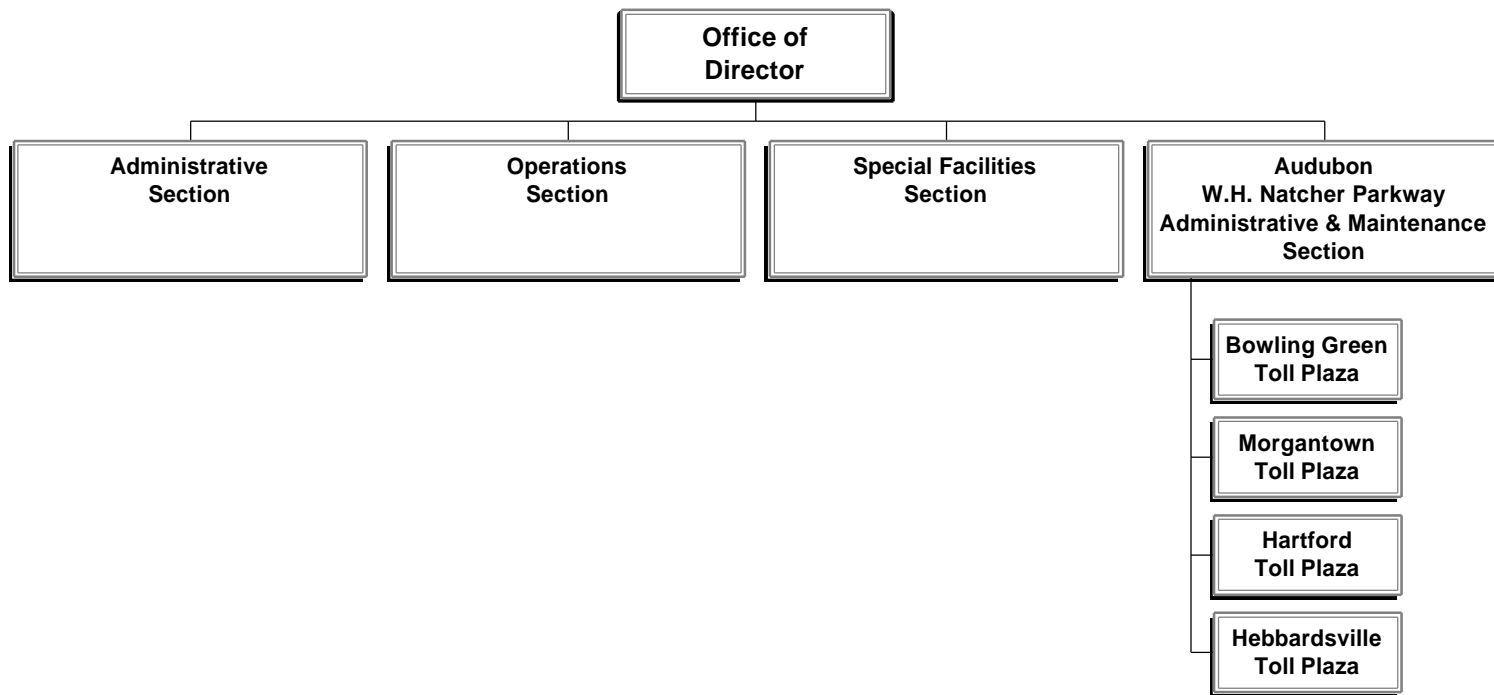 Office of
Director
Administrative
Section
Operations
Section
Special Facilities
Section
Audubon
W.H. Natcher Parkway
Administrative & Maintenance
Section
Bowling Green
Toll Plaza
Morgantown
Toll Plaza
Hartford
Toll Plaza
Hebbardsville
Toll Plaza